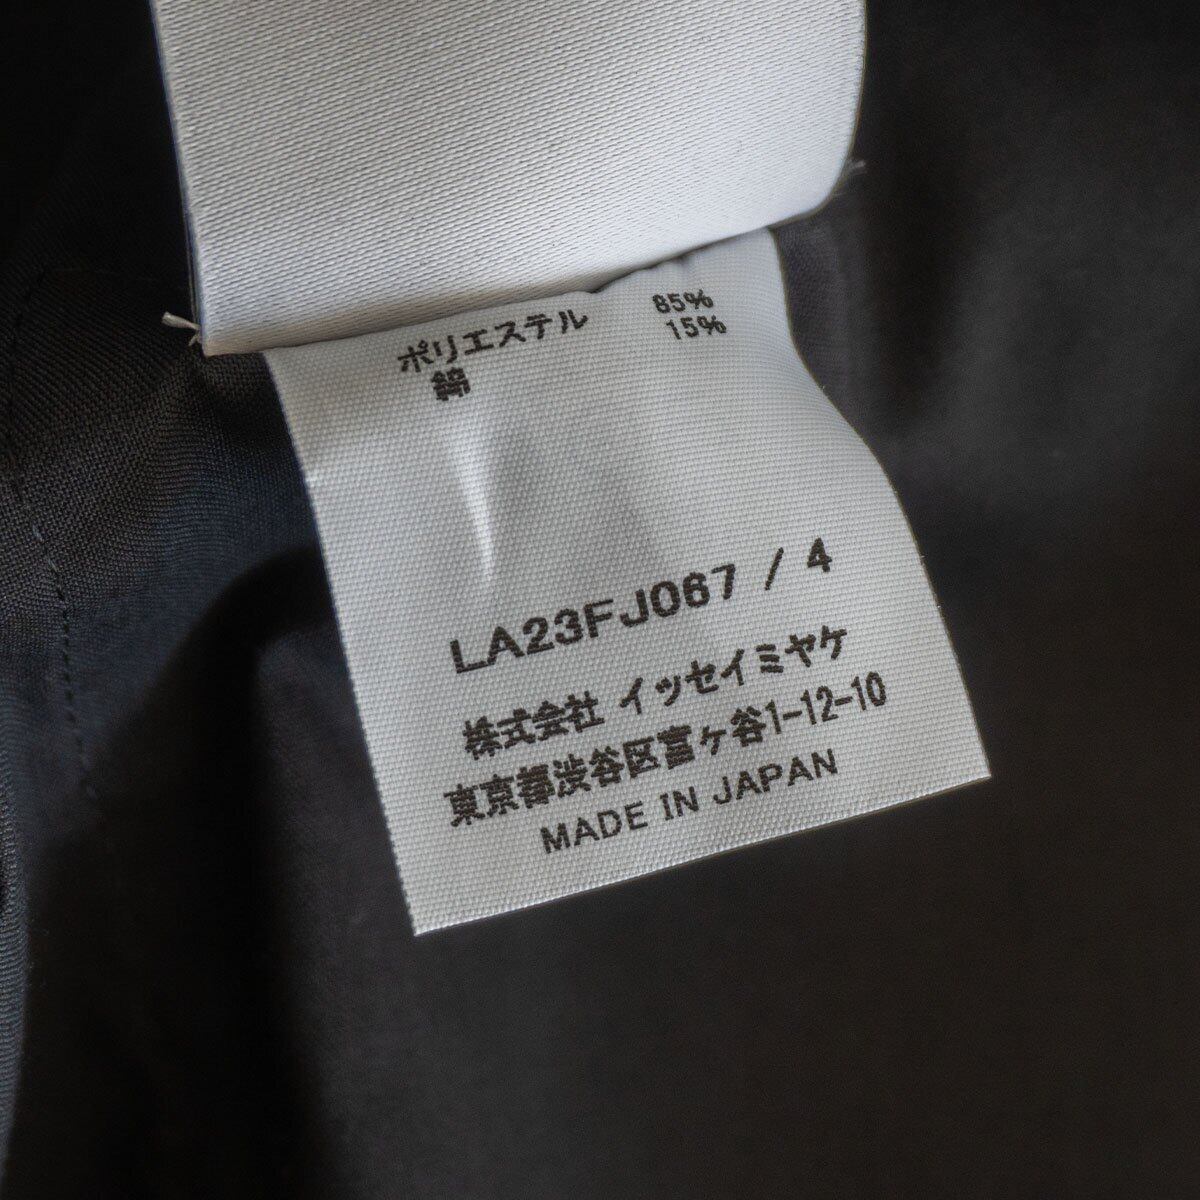 ポリエステル 85%
綿 15%
LA23FJ067 / 4
株式会社 イッセイミヤケ
東京都渋谷区富ヶ谷1-12-10
MADE IN JAPAN